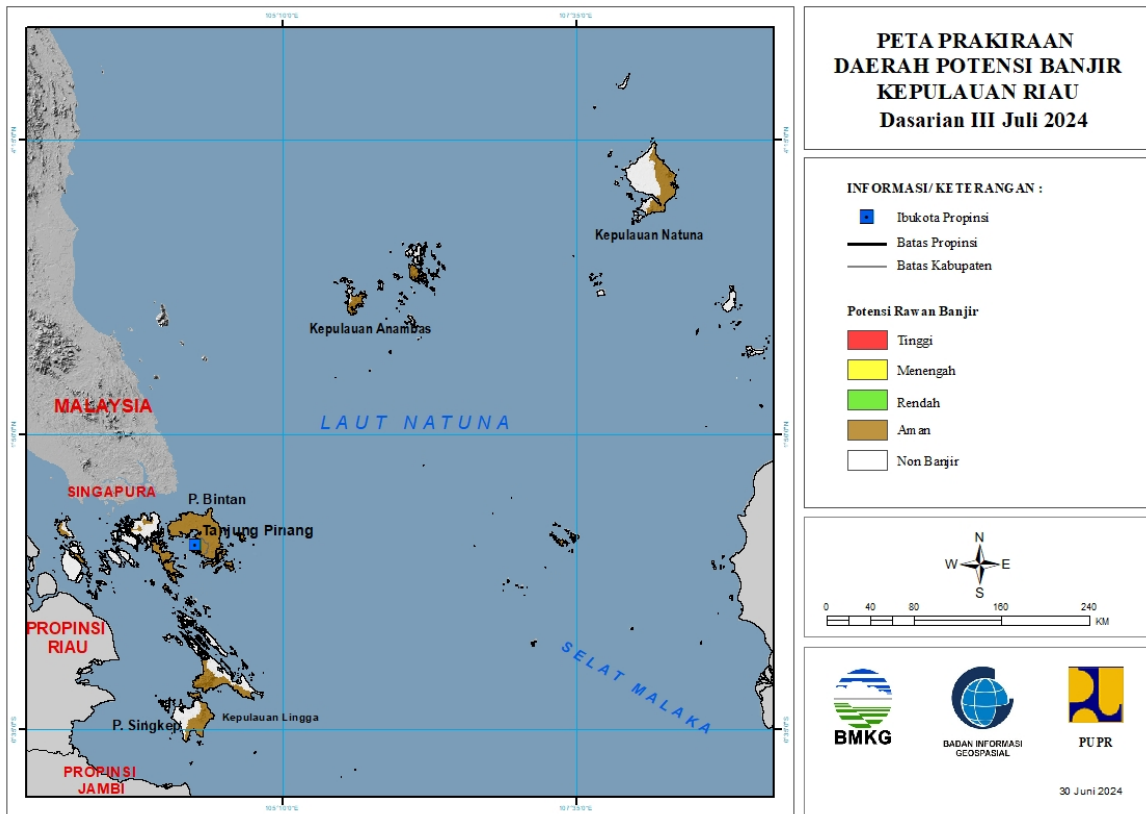 PETA PRAKIRAAN
DAERAH POTENSI BANJIR
KEPULAUAN RIAU
Dasarian III Juli 2024
INFORMASI/ KETERANGAN :
Ibukota Propinsi
Batas Propinsi
Batas Kabupaten
Potensi Rawan Banjir
Tinggi
Menengah
Rendah
Aman
Non Banjir
N
W E
S
0 40 80 160 240
KM
BMKG
BADAN INFORMASI
GEOSPASIAL
PUPR
30 Juni 2024
Kepulauan Natuna
Kepulauan Anambas
MALAYSIA
LAUT NATUNA
SINGAPURA
P. Bintan
Tanjung Pinang
PROPINSI
RIAU
SELAT MALAKA
Kepulauan Lingga
P. Singkep
PROPINSI
JAMBI